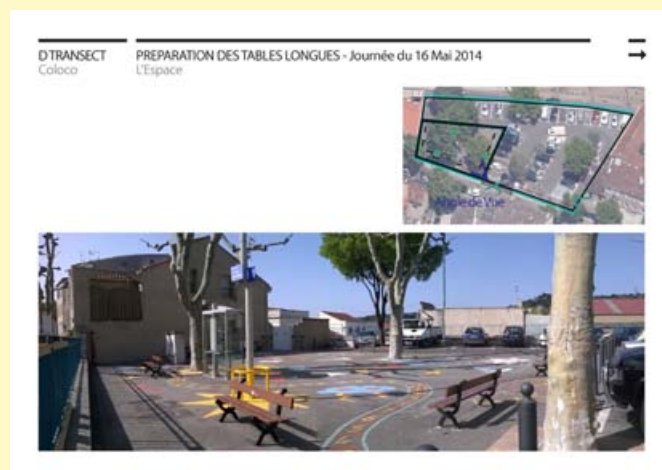 D TRANSECT
Coloco
PREPARATION DES TABLES LONGUES - Journée du 16 Mai 2014
L'Espace
Angle de Vue